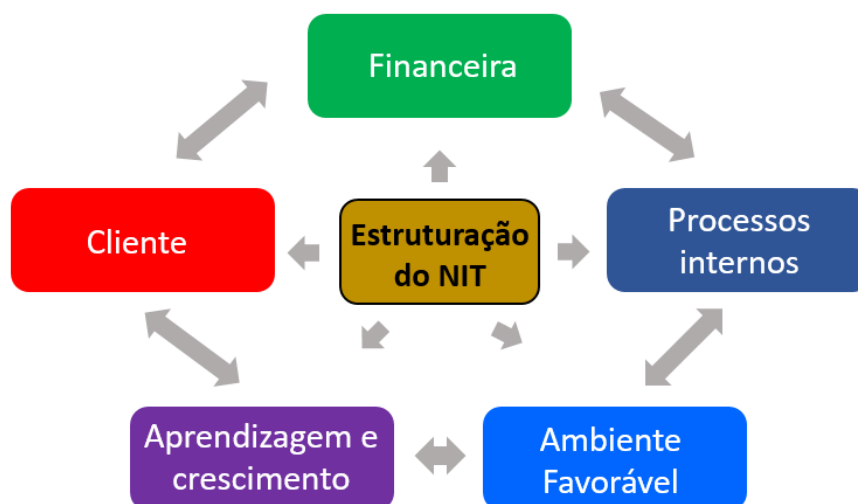 Financeira
Cliente
Estruturação
do NIT
Processos
internos
Aprendizagem e
crescimento
Ambiente
Favorável